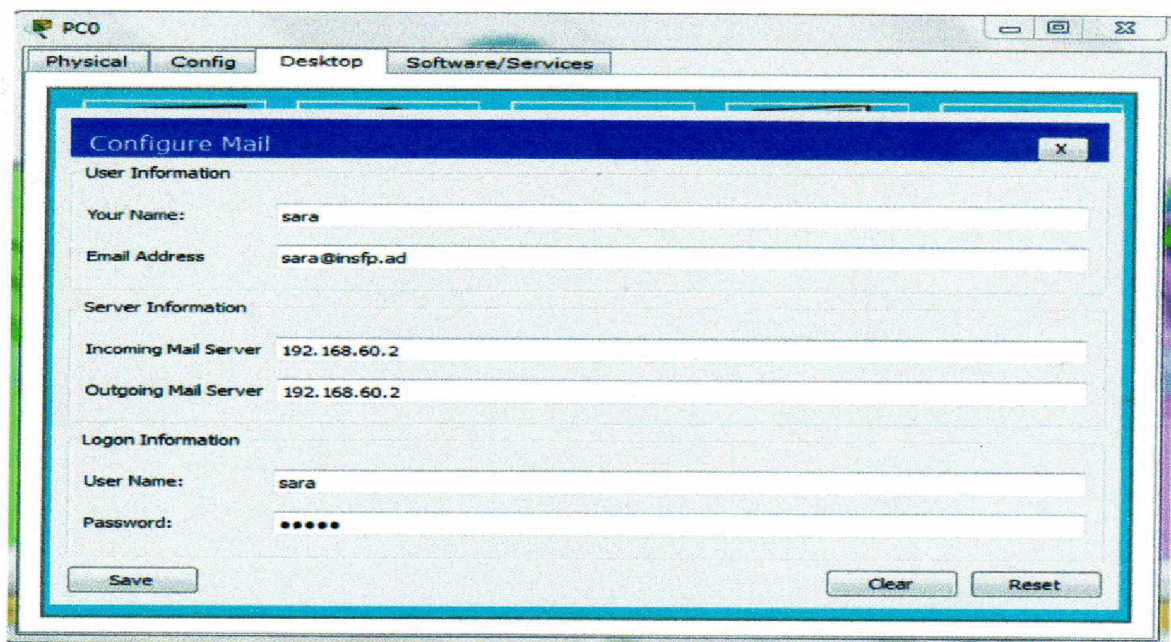 PC0
Physical Config Desktop Software/Services
Configure Mail X
User Information
Your Name: sara
Email Address sara@insfp.ad
Server Information
Incoming Mail Server 192.168.60.2
Outgoing Mail Server 192.168.60.2
Logon Information
User Name: sara
Password: •••••
Save Clear Reset